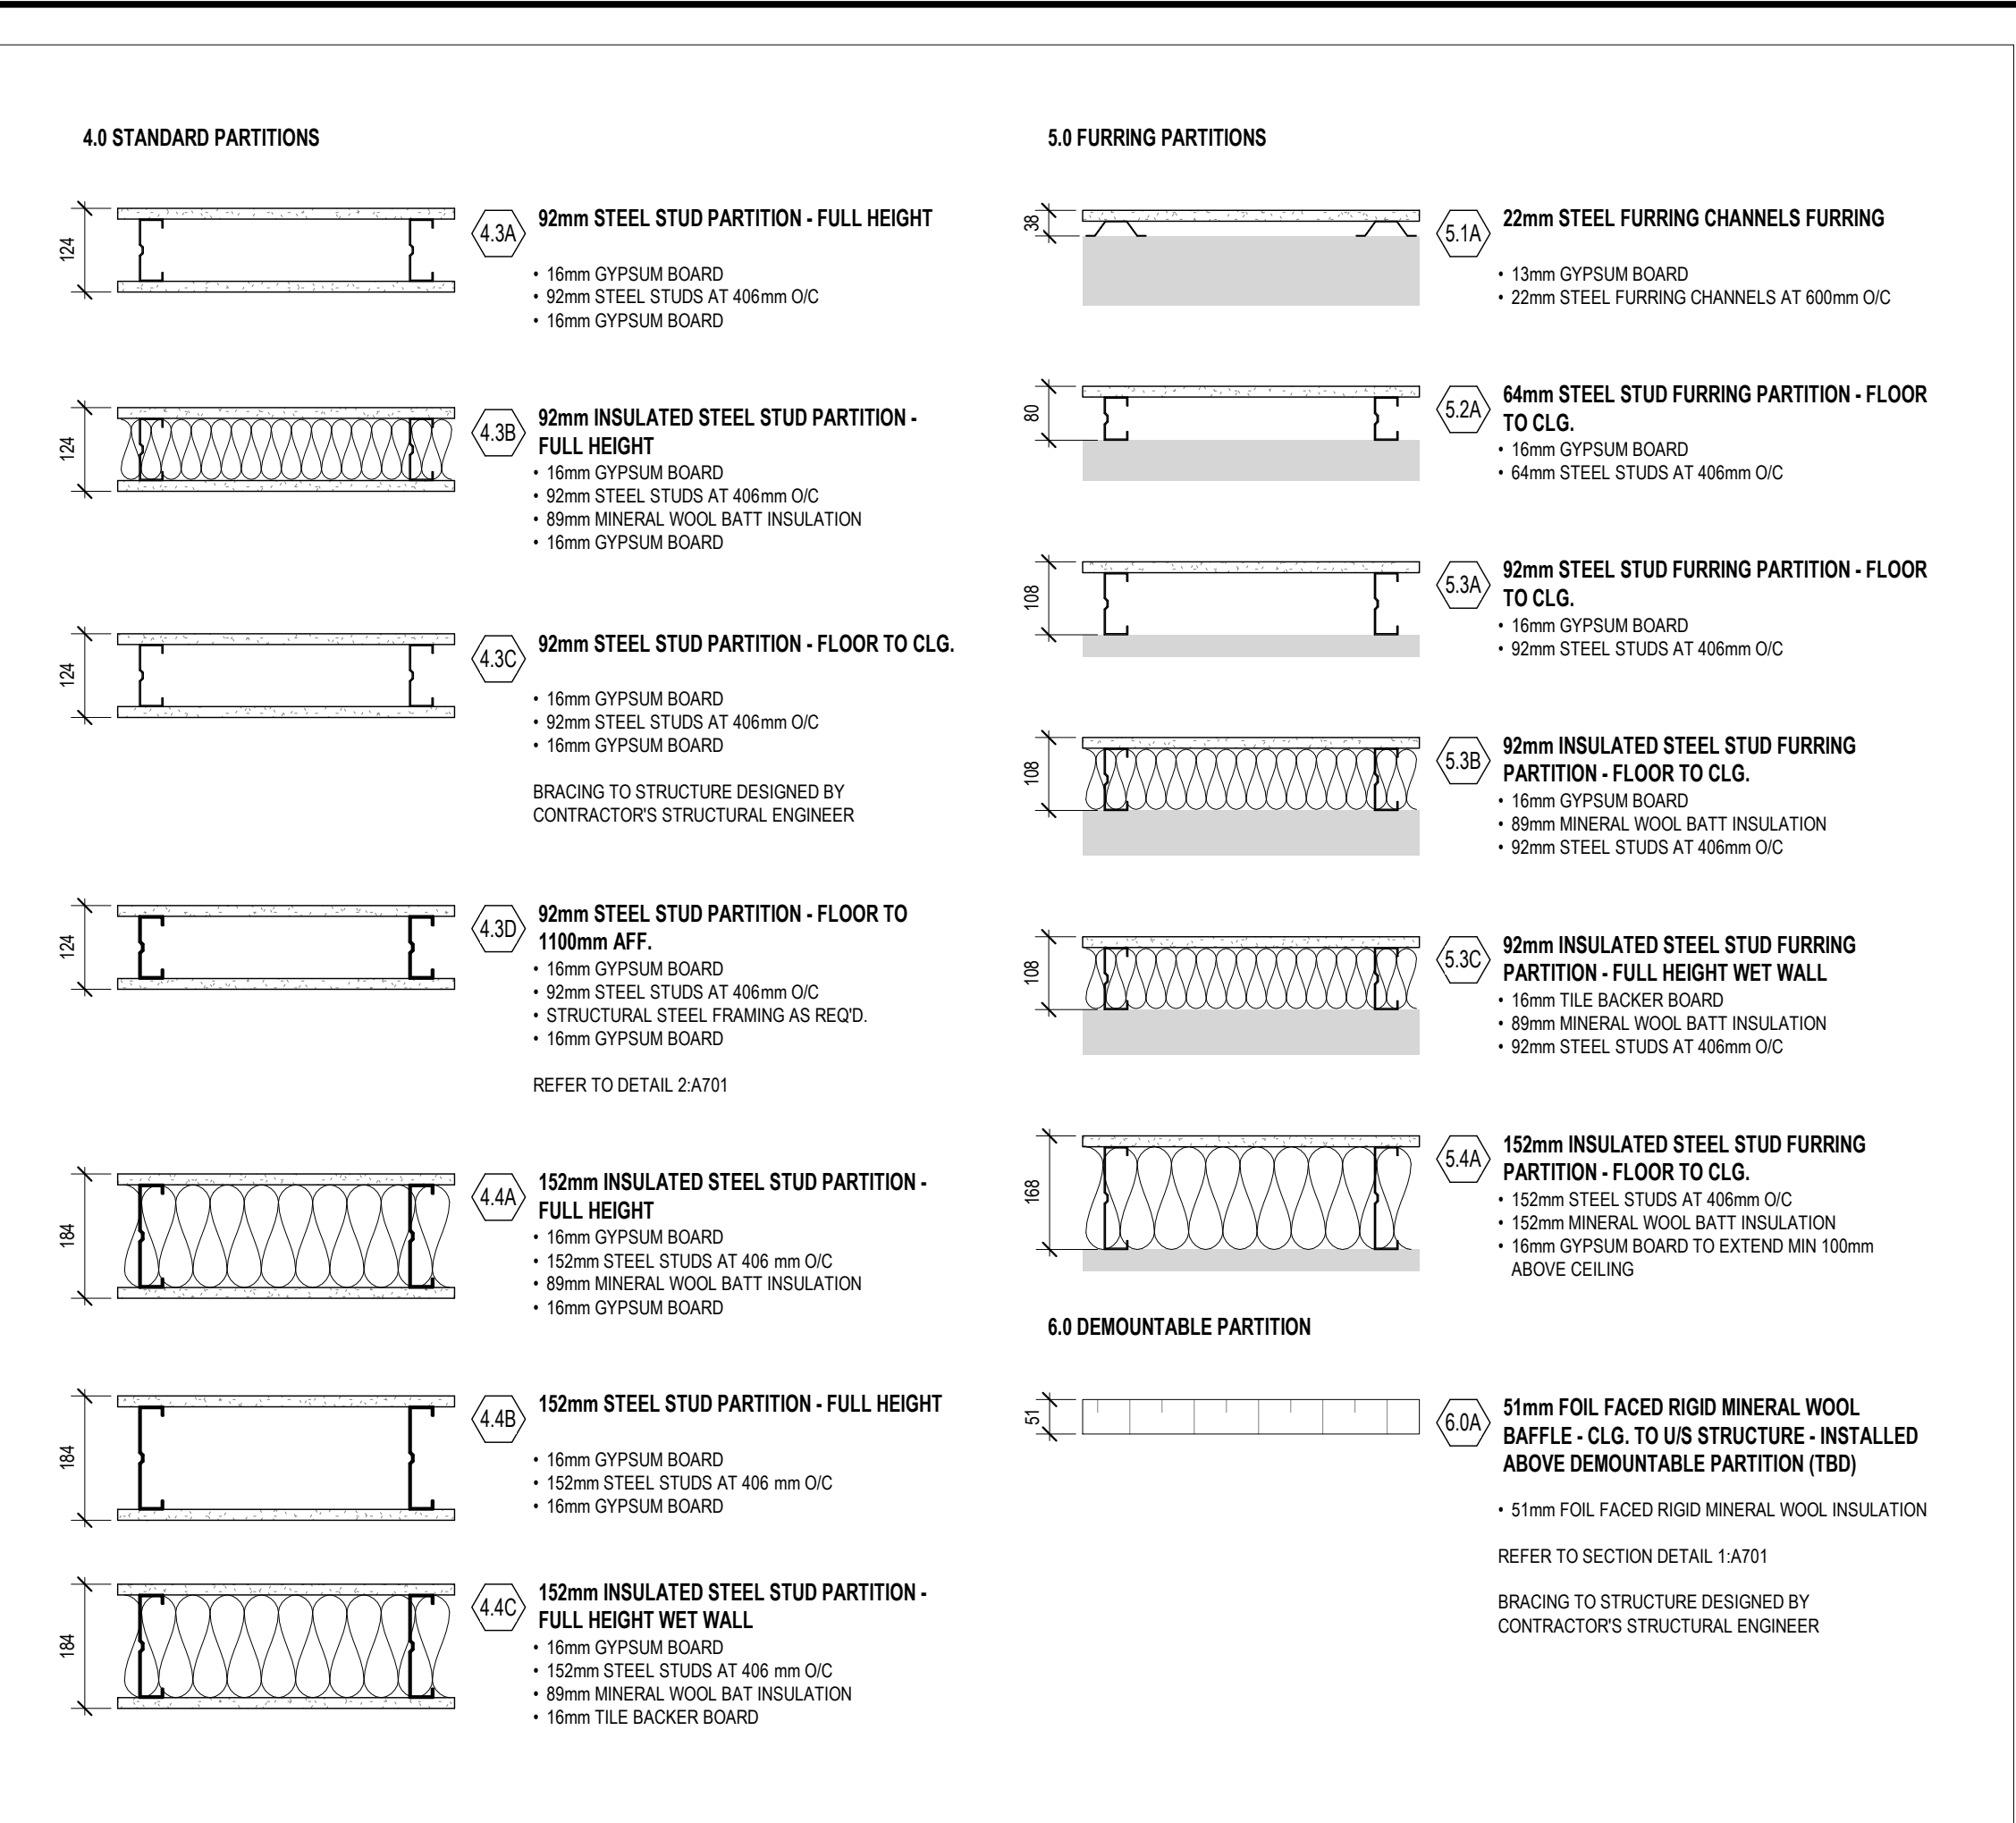 4.0 STANDARD PARTITIONS
124
4.3A
92mm STEEL STUD PARTITION - FULL HEIGHT
• 16mm GYPSUM BOARD
• 92mm STEEL STUDS AT 406mm O/C
• 16mm GYPSUM BOARD
124
4.3B
92mm INSULATED STEEL STUD PARTITION -
FULL HEIGHT
• 16mm GYPSUM BOARD
• 92mm STEEL STUDS AT 406mm O/C
• 89mm MINERAL WOOL BATT INSULATION
• 16mm GYPSUM BOARD
124
4.3C
92mm STEEL STUD PARTITION - FLOOR TO CLG.
• 16mm GYPSUM BOARD
• 92mm STEEL STUDS AT 406mm O/C
• 16mm GYPSUM BOARD
BRACING TO STRUCTURE DESIGNED BY
CONTRACTOR'S STRUCTURAL ENGINEER
124
4.3D
92mm STEEL STUD PARTITION - FLOOR TO
1100mm AFF.
• 16mm GYPSUM BOARD
• 92mm STEEL STUDS AT 406mm O/C
• STRUCTURAL STEEL FRAMING AS REQ'D.
• 16mm GYPSUM BOARD
REFER TO DETAIL 2:A701
184
4.4A
152mm INSULATED STEEL STUD PARTITION -
FULL HEIGHT
• 16mm GYPSUM BOARD
• 152mm STEEL STUDS AT 406 mm O/C
• 89mm MINERAL WOOL BATT INSULATION
• 16mm GYPSUM BOARD
184
4.4B
152mm STEEL STUD PARTITION - FULL HEIGHT
• 16mm GYPSUM BOARD
• 152mm STEEL STUDS AT 406 mm O/C
• 16mm GYPSUM BOARD
184
4.4C
152mm INSULATED STEEL STUD PARTITION -
FULL HEIGHT WET WALL
• 16mm GYPSUM BOARD
• 152mm STEEL STUDS AT 406 mm O/C
• 89mm MINERAL WOOL BAT INSULATION
• 16mm TILE BACKER BOARD
5.0 FURRING PARTITIONS
38
5.1A
22mm STEEL FURRING CHANNELS FURRING
• 13mm GYPSUM BOARD
• 22mm STEEL FURRING CHANNELS AT 600mm O/C
80
5.2A
64mm STEEL STUD FURRING PARTITION - FLOOR
TO CLG.
• 16mm GYPSUM BOARD
• 64mm STEEL STUDS AT 406mm O/C
108
5.3A
92mm STEEL STUD FURRING PARTITION - FLOOR
TO CLG.
• 16mm GYPSUM BOARD
• 92mm STEEL STUDS AT 406mm O/C
108
5.3B
92mm INSULATED STEEL STUD FURRING
PARTITION - FLOOR TO CLG.
• 16mm GYPSUM BOARD
• 89mm MINERAL WOOL BATT INSULATION
• 92mm STEEL STUDS AT 406mm O/C
108
5.3C
92mm INSULATED STEEL STUD FURRING
PARTITION - FULL HEIGHT WET WALL
• 16mm TILE BACKER BOARD
• 89mm MINERAL WOOL BATT INSULATION
• 92mm STEEL STUDS AT 406mm O/C
168
5.4A
152mm INSULATED STEEL STUD FURRING
PARTITION - FLOOR TO CLG.
• 152mm STEEL STUDS AT 406mm O/C
• 152mm MINERAL WOOL BATT INSULATION
• 16mm GYPSUM BOARD TO EXTEND MIN 100mm
ABOVE CEILING
6.0 DEMOUNTABLE PARTITION
51
6.0A
51mm FOIL FACED RIGID MINERAL WOOL
BAFFLE - CLG. TO U/S STRUCTURE - INSTALLED
ABOVE DEMOUNTABLE PARTITION (TBD)
• 51mm FOIL FACED RIGID MINERAL WOOL INSULATION
REFER TO SECTION DETAIL 1:A701
BRACING TO STRUCTURE DESIGNED BY
CONTRACTOR'S STRUCTURAL ENGINEER